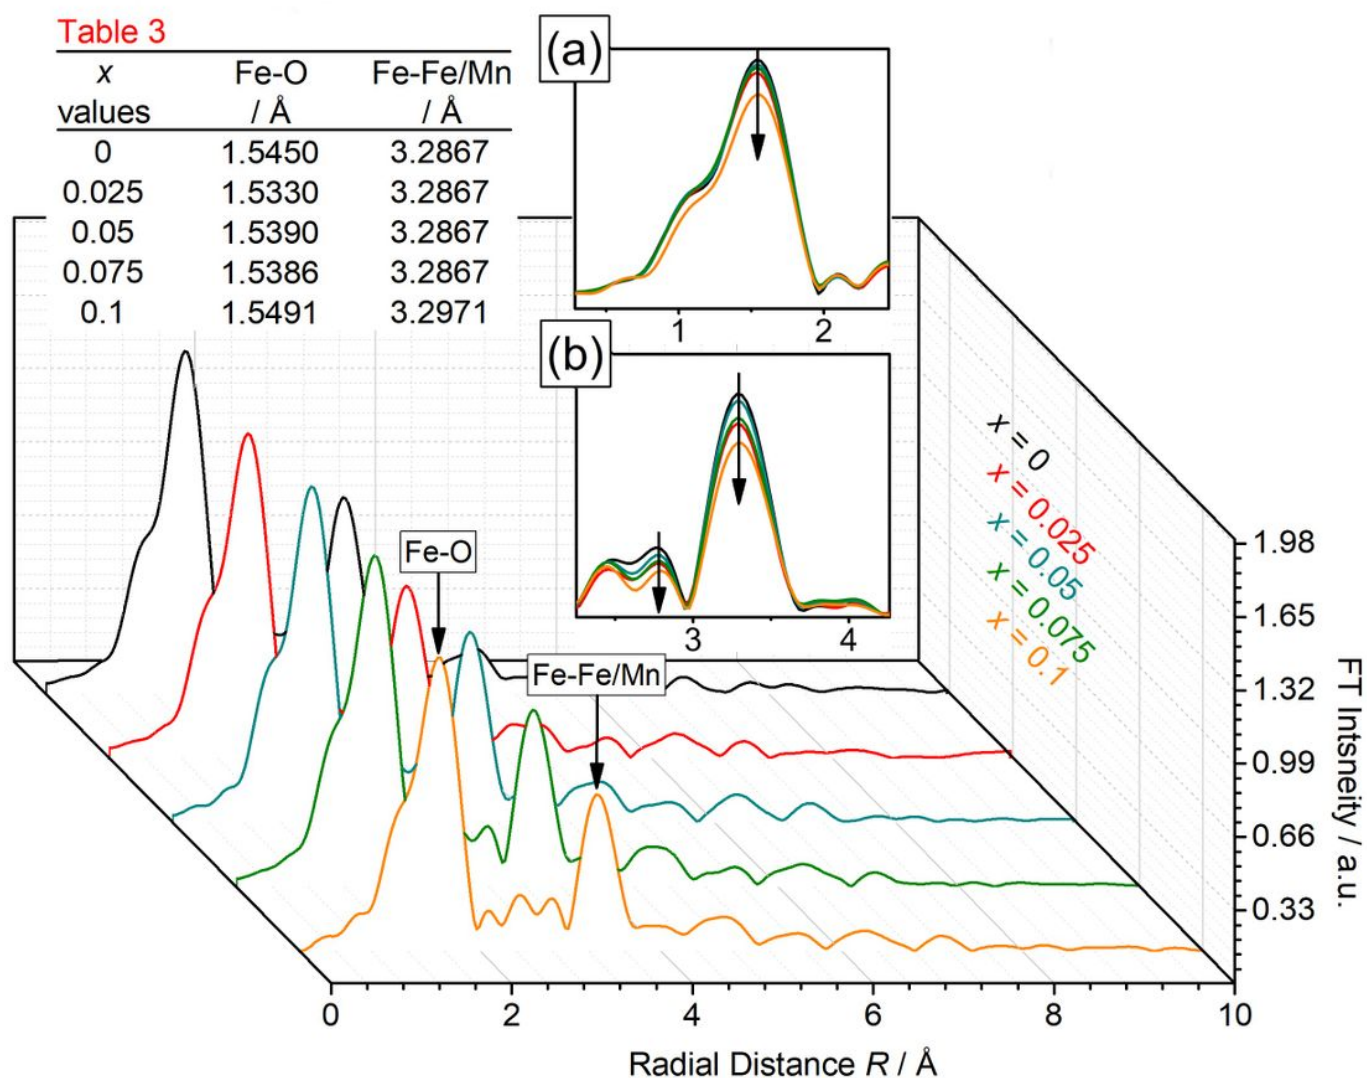 Table 3
x Fe-O Fe-Fe/Mn
values / Å / Å
0 1.5450 3.2867
0.025 1.5330 3.2867
0.05 1.5390 3.2867
0.075 1.5386 3.2867
0.1 1.5491 3.2971
(a)
1 2
(b)
3 4
x = 0
x = 0.025
x = 0.05
x = 0.075
x = 0.1
Fe-O
Fe-Fe/Mn
1.98
1.65
1.32
0.99
0.66
0.33
FT Intsneity / a.u.
0 2 4 6 8 10
Radial Distance R / Å